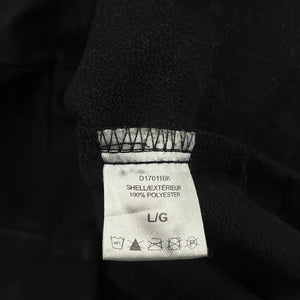 D17011BK
SHELL/EXTÉRIEUR
100% POLYESTER
L/G